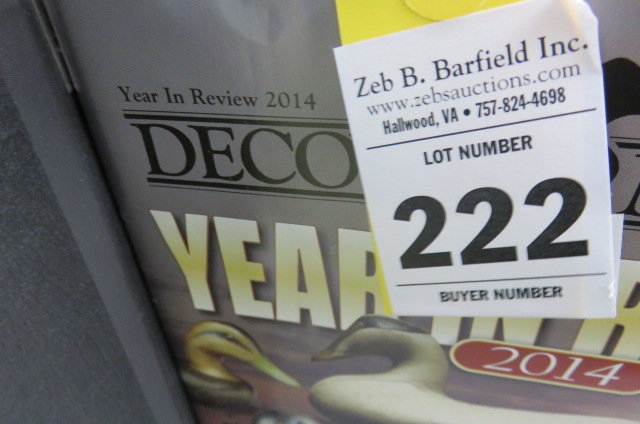 Zeb B. Barfield Inc.
www.zebsauctions.com
Hallwood, VA • 757-824-4698
LOT NUMBER
222
BUYER NUMBER
Year In Review 2014
DECO
YEAR IN R
2014